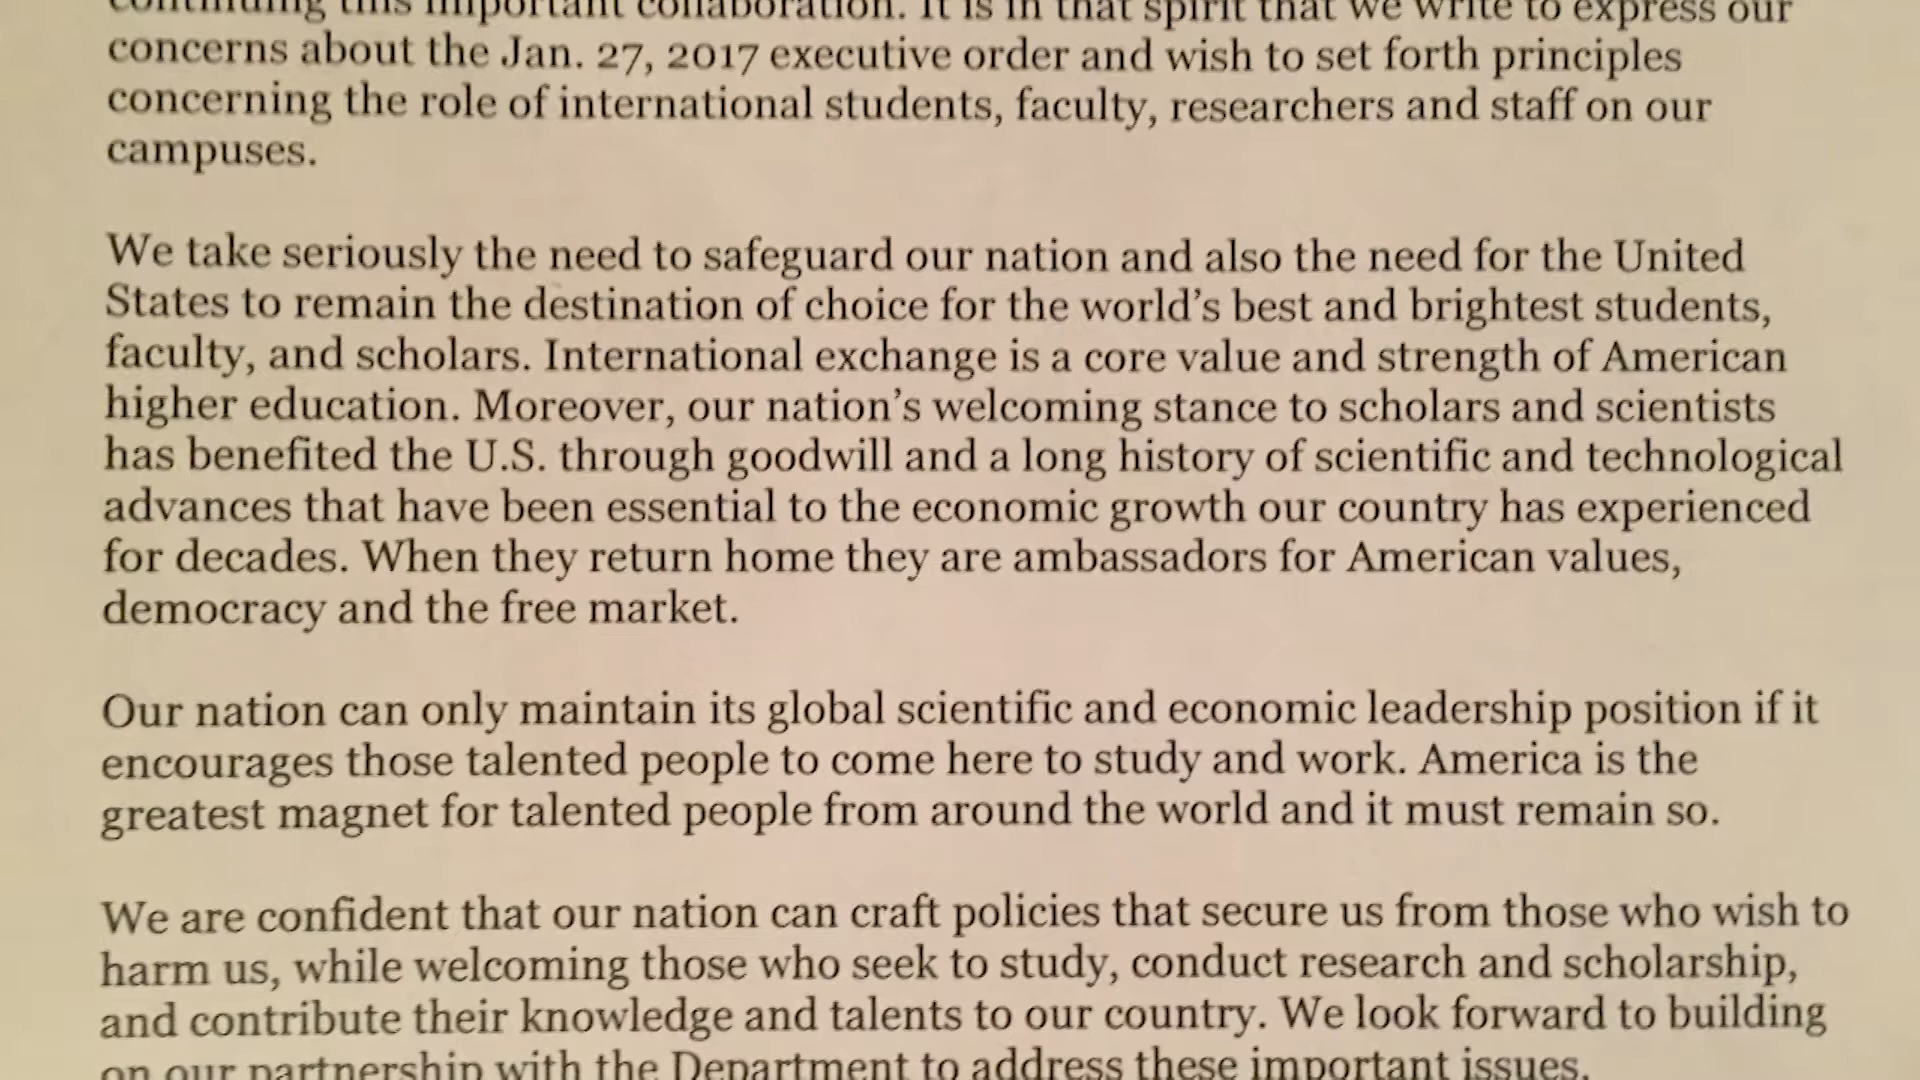 continuing this important collaboration. It is in that spirit that we write to express our
concerns about the Jan. 27, 2017 executive order and wish to set forth principles
concerning the role of international students, faculty, researchers and staff on our
campuses.
We take seriously the need to safeguard our nation and also the need for the United
States to remain the destination of choice for the world’s best and brightest students,
faculty, and scholars. International exchange is a core value and strength of American
higher education. Moreover, our nation’s welcoming stance to scholars and scientists
has benefited the U.S. through goodwill and a long history of scientific and technological
advances that have been essential to the economic growth our country has experienced
for decades. When they return home they are ambassadors for American values,
democracy and the free market.
Our nation can only maintain its global scientific and economic leadership position if it
encourages those talented people to come here to study and work. America is the
greatest magnet for talented people from around the world and it must remain so.
We are confident that our nation can craft policies that secure us from those who wish to
harm us, while welcoming those who seek to study, conduct research and scholarship,
and contribute their knowledge and talents to our country. We look forward to building
on our partnership with the Department to address these important issues.